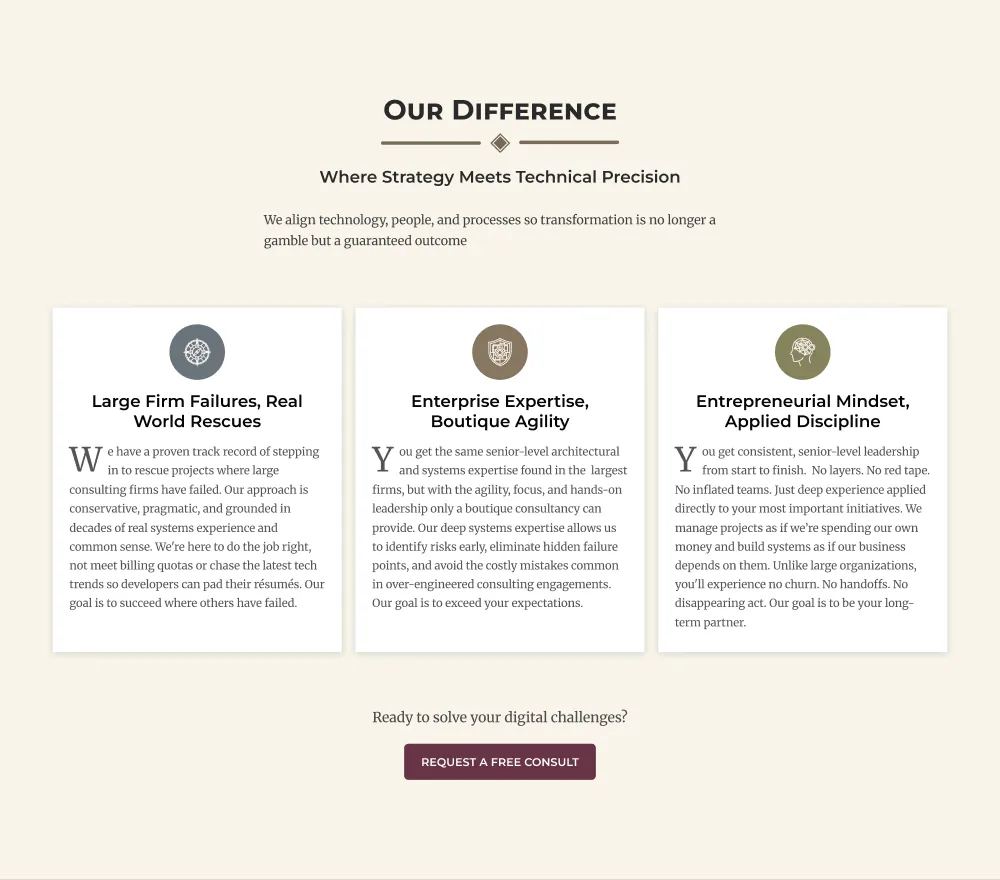 Our Difference
Where Strategy Meets Technical Precision
We align technology, people, and processes so transformation is no longer a
gamble but a guaranteed outcome
Large Firm Failures, Real
World Rescues
We have a proven track record of stepping
in to rescue projects where large
consulting firms have failed. Our approach is
conservative, pragmatic, and grounded in
decades of real systems experience and
common sense. We're here to do the job right,
not meet billing quotas or chase the latest tech
trends so developers can pad their résumés. Our
goal is to succeed where others have failed.
Enterprise Expertise,
Boutique Agility
You get the same senior-level architectural
and systems expertise found in the  largest
firms, but with the agility, focus, and hands-on
leadership only a boutique consultancy can
provide. Our deep systems expertise allows us
to identify risks early, eliminate hidden failure
points, and avoid the costly mistakes common
in over-engineered consulting engagements.
Our goal is to exceed your expectations.
Entrepreneurial Mindset,
Applied Discipline
You get consistent, senior-level leadership
from start to finish.  No layers. No red tape.
No inflated teams. Just deep experience applied
directly to your most important initiatives. We
manage projects as if we’re spending our own
money and build systems as if our business
depends on them. Unlike large organizations,
you'll experience no churn. No handoffs. No
disappearing act. Our goal is to be your long-
term partner.
Ready to solve your digital challenges?
REQUEST A FREE CONSULT